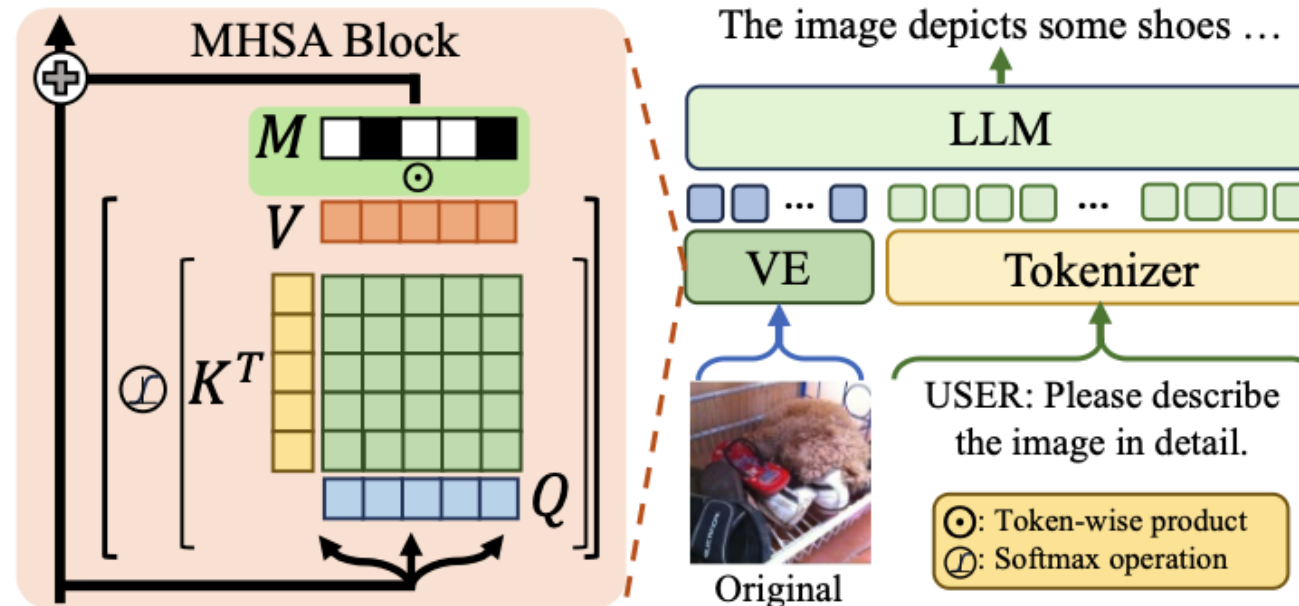 MHSA Block
M
V
K^T
Q
The image depicts some shoes ...
LLM
...
...
VE
Tokenizer
Original
USER: Please describe
the image in detail.
⊙: Token-wise product
: Softmax operation